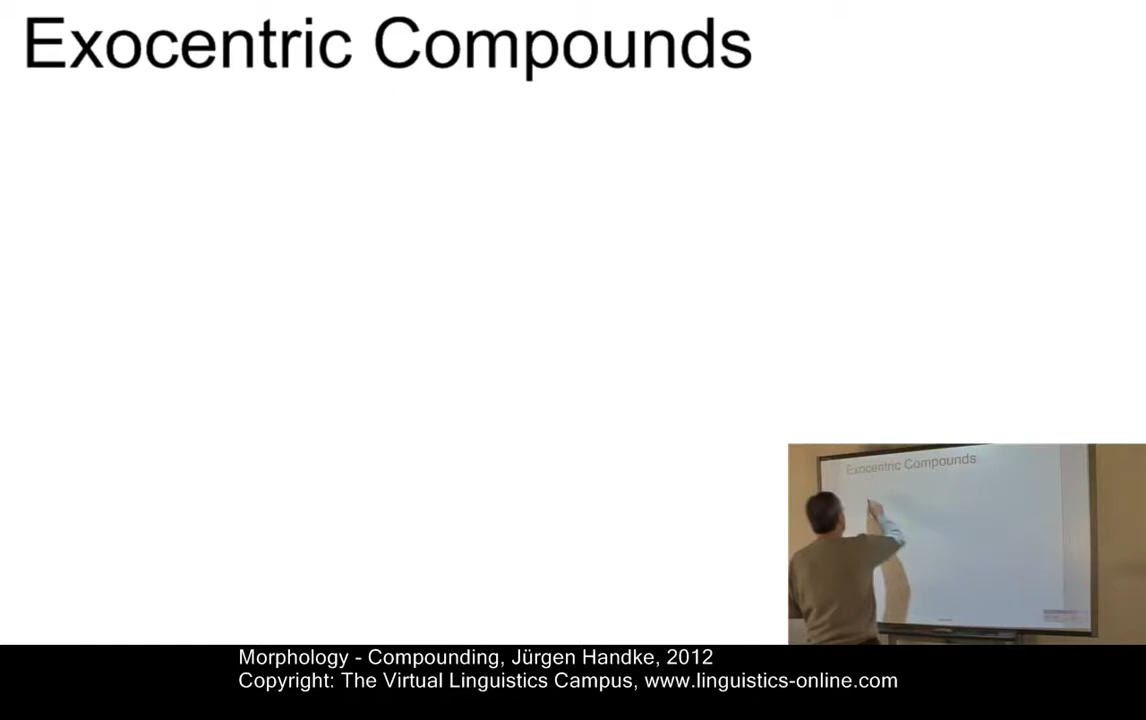 Exocentric Compounds
Exocentric Compounds
Morphology - Compounding, Jürgen Handke, 2012
Copyright: The Virtual Linguistics Campus, www.linguistics-online.com